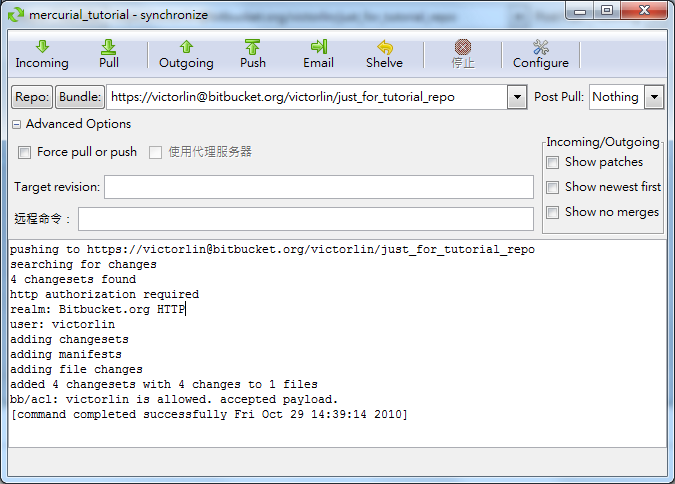 mercurial_tutorial - synchronize
Incoming Pull Outgoing Push Email Shelve 停止 Configure
Repo: Bundle: https://victorlin@bitbucket.org/victorlin/just_for_tutorial_repo Post Pull: Nothing
Advanced Options
Incoming/Outgoing
Force pull or push 使用代理服务器 Show patches
Target revision: Show newest first
远程命令： Show no merges
pushing to https://victorlin@bitbucket.org/victorlin/just_for_tutorial_repo
searching for changes
4 changesets found
http authorization required
realm: Bitbucket.org HTTP
user: victorlin
adding changesets
adding manifests
adding file changes
added 4 changesets with 4 changes to 1 files
bb/acl: victorlin is allowed. accepted payload.
[command completed successfully Fri Oct 29 14:39:14 2010]